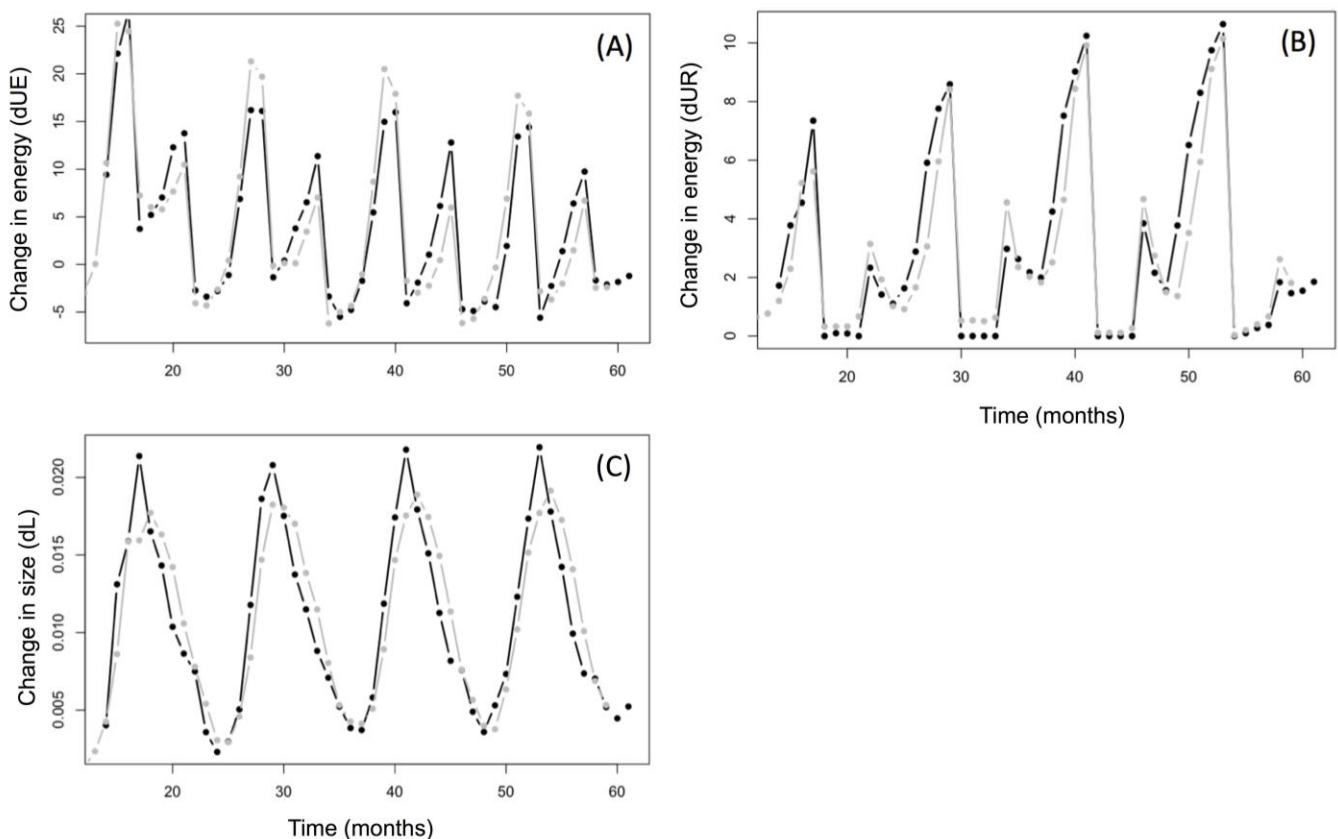 (A)
Change in energy (dUE)
25
20
15
10
5
0
-5
20 30 40 50 60
(B)
Change in energy (dUR)
10
8
6
4
2
0
20 30 40 50 60
Time (months)
(C)
Change in size (dL)
0.020
0.015
0.010
0.005
20 30 40 50 60
Time (months)